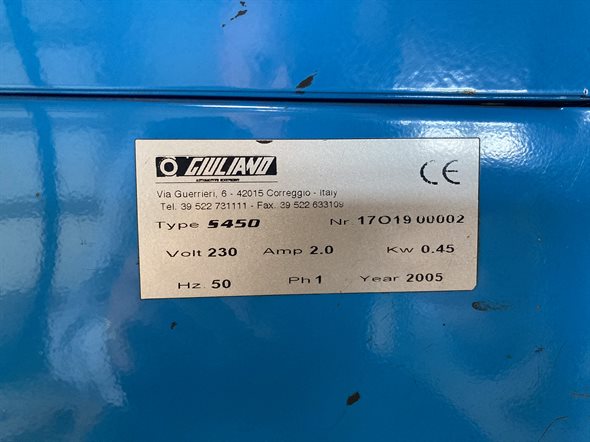 GIULIANO
Via Guerrieri, 6 - 42015 Correggio - Italy
Tel. 39 522 731111 - Fax. 39 522 633109
Type S450 Nr. 17O19 00002
Volt 230 Amp 2.0 Kw 0.45
Hz. 50 Ph 1 Year 2005
CE